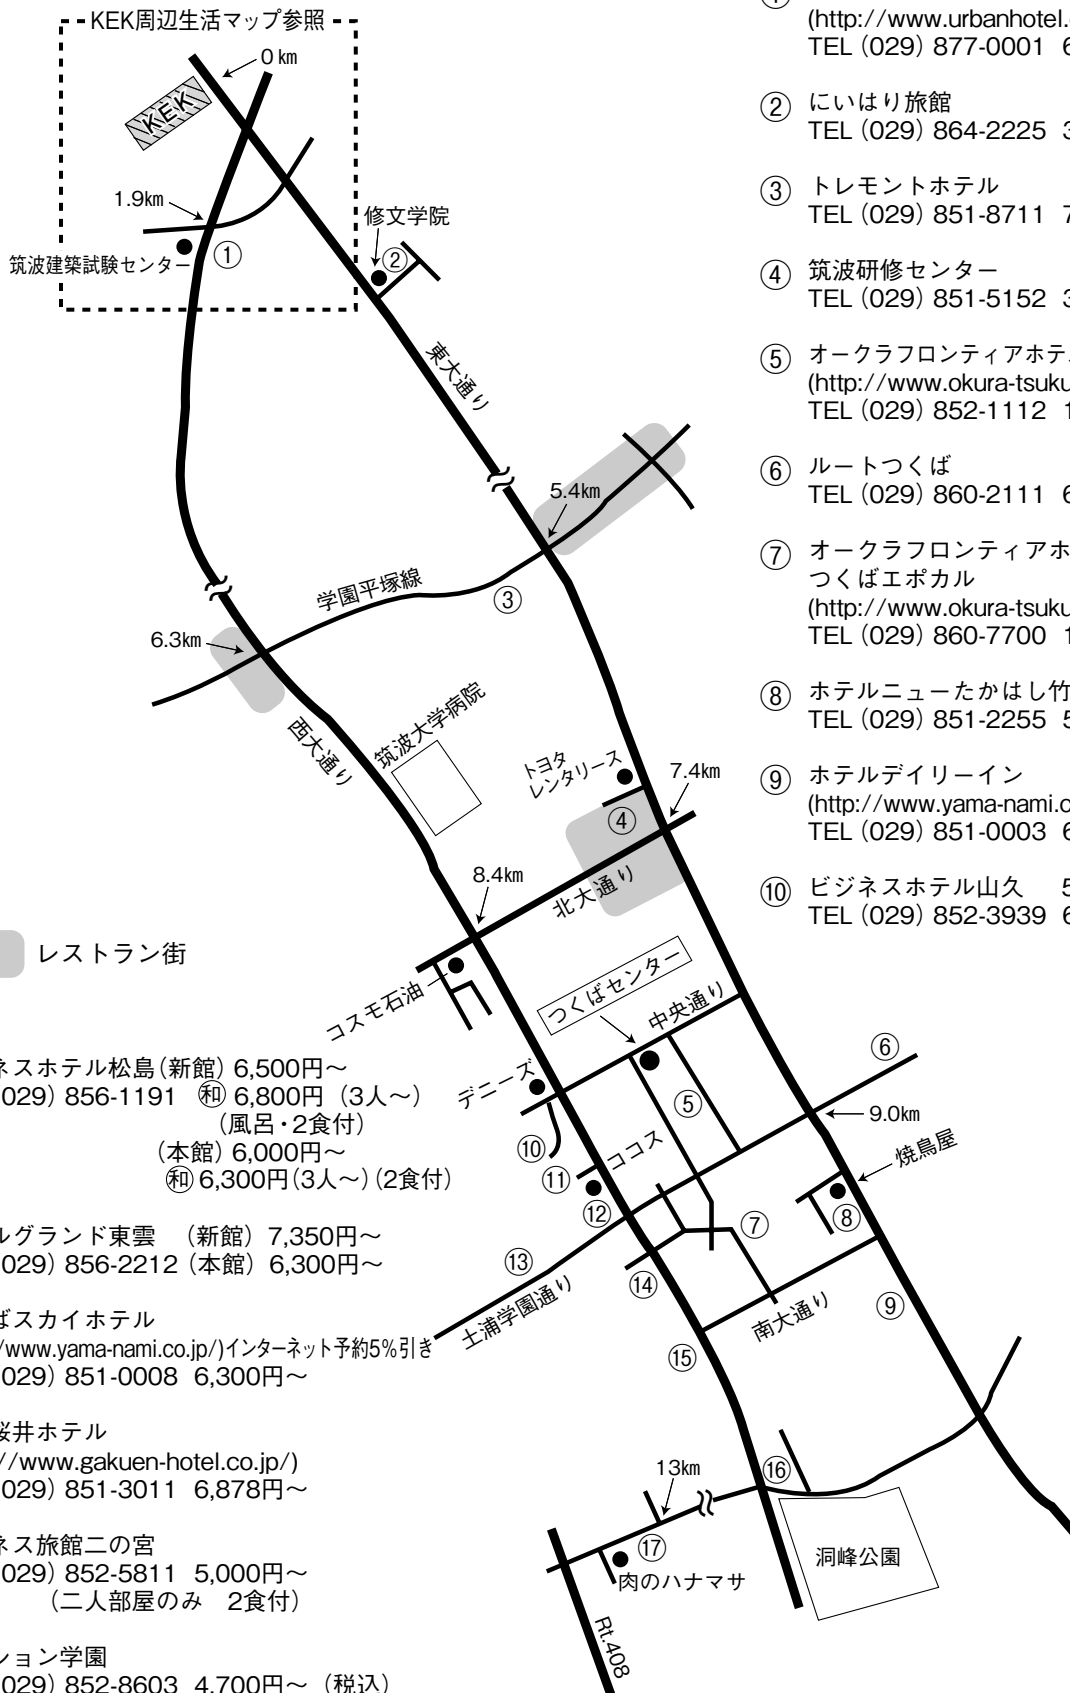 KEK周辺生活マップ参照
0km
KEK
1.9km
修文学院
筑波建築試験センター
①
②
東大通り
5.4km
学園平塚線
③
6.3km
西大通り
筑波大学病院
トヨタ
レンタリース
7.4km
④
8.4km
北大通り
レストラン街
コスモ石油
つくばセンター
中央通り
デニーズ
⑤
⑥
9.0km
⑩
ココス
焼鳥屋
⑪
⑫
⑦
⑧
⑬
⑭
土浦学園通り
南大通り
⑨
⑮
13km
⑯
⑰
肉のハナマサ
洞峰公園
Rt.408
(http://www.urbanhotel.
TEL (029) 877-0001
② にいはり旅館
TEL (029) 864-2225
③ トレモントホテル
TEL (029) 851-8711
④ 筑波研修センター
TEL (029) 851-5152
⑤ オークラフロンティアホテ
(http://www.okura-tsuku
TEL (029) 852-1112
⑥ ルートつくば
TEL (029) 860-2111
⑦ オークラフロンティアホ
つくばエポカル
(http://www.okura-tsuku
TEL (029) 860-7700
⑧ ホテルニューたかはし竹
TEL (029) 851-2255
⑨ ホテルデイリーイン
(http://www.yama-nami.c
TEL (029) 851-0003
⑩ ビジネスホテル山久
TEL (029) 852-3939
ネスホテル松島(新館) 6,500円〜
029) 856-1191 ㊿和 6,800円 (3人〜)
(風呂・2食付)
(本館) 6,000円〜
和 6,300円(3人〜)(2食付)
ルグランド東雲 (新館) 7,350円〜
029) 856-2212 (本館) 6,300円〜
ばスカイホテル
/www.yama-nami.co.jp/)インターネット予約5%引き
029) 851-0008 6,300円〜
桜井ホテル
//www.gakuen-hotel.co.jp/)
029) 851-3011 6,878円〜
ネス旅館二の宮
029) 852-5811 5,000円〜
(二人部屋のみ 2食付)
ション学園
029) 852-8603 4,700円〜 (税込)